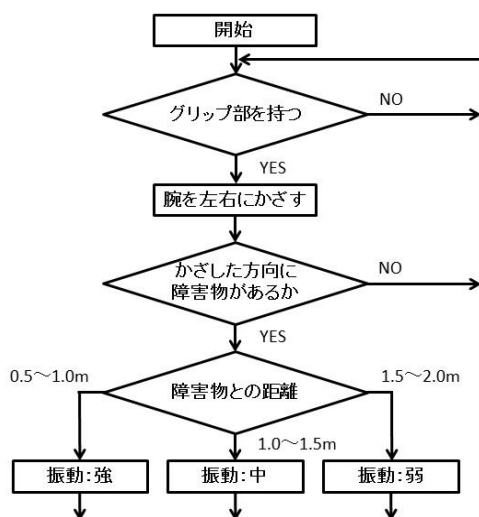 開始
グリップ部を持つ
NO
YES
腕を左右にかざす
かざした方向に
障害物があるか
NO
YES
0.5～1.0m
障害物との距離
1.5～2.0m
1.0～1.5m
振動:強
振動:中
振動:弱